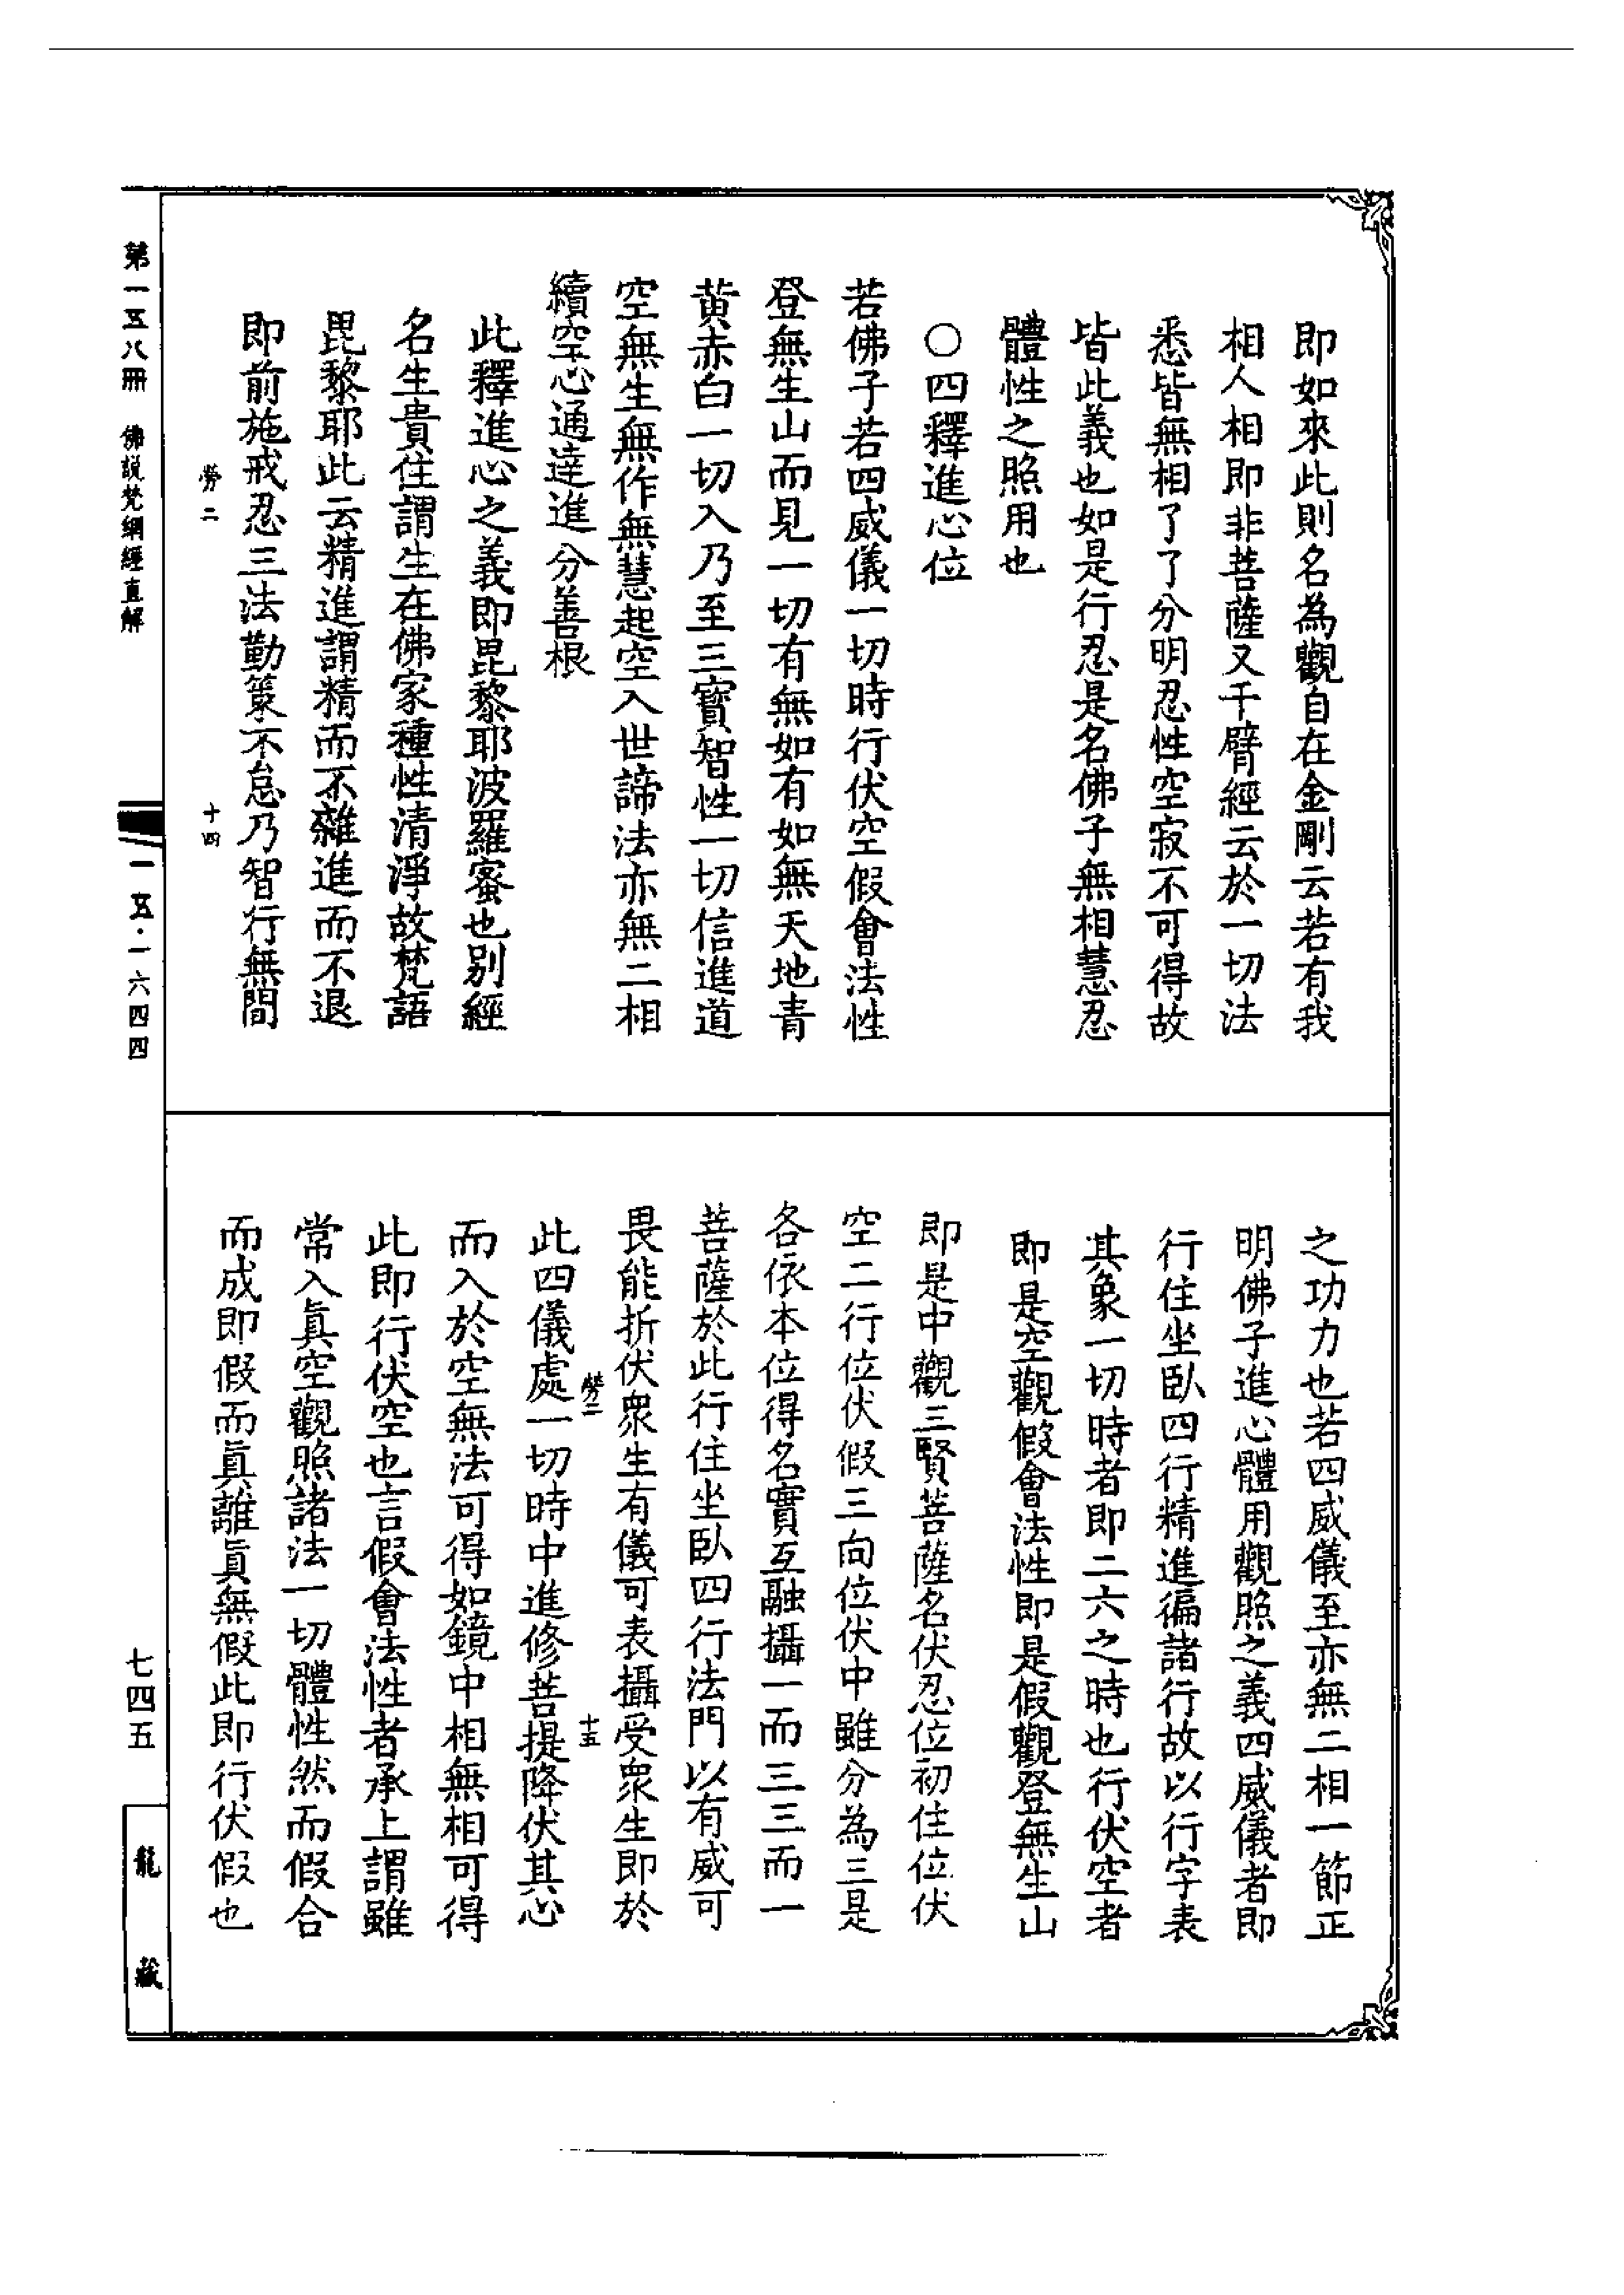 即如來此則名為觀自在金剛云若有我
相人相即非菩薩又千臂經云於一切法
悉皆無相了了分明忍性空寂不可得故
皆此義也如是行忍是名佛子無相慧忍
體性之照用也
○四釋進心位
若佛子若四威儀一切時行伏空假會法性
登無生山而見一切有無如有如無天地青
黃赤白一切入乃至三寶智性一切信進道
空無生無作無慧起空入世諦法亦無二相
續空心通達進分善根
此釋進心之義即毘黎耶波羅蜜也別經
名生貴住謂生在佛家種性清淨故梵語
毘黎耶此云精進謂精而不雜進而不退
即前施戒忍三法勤策不怠乃智行無間
勞二 十四
之功力也若四威儀至亦無二相一節正
明佛子進心體用觀照之義四威儀者即
行住坐臥四行精進徧諸行故以行字表
其象一切時者即二六之時也行伏空者
即是空觀假會法性即是假觀登無生山
即是中觀三賢菩薩名伏忍位初住位伏
空二行位伏假三向位伏中雖分為三是
各依本位得名實互融攝一而三三而一
菩薩於此行住坐臥四行法門以有威可
畏能折伏眾生有儀可表攝受眾生即於
勞二 十五
此四儀處一切時中進修菩提降伏其心
而入於空無法可得如鏡中相無相可得
此即行伏空也言假會法性者承上謂雖
常入真空觀照諸法一切體性然而假合
而成即假而真離真無假此即行伏假也
第一五八冊 佛說梵網經直解
一五·一六四四
七四五
龍藏